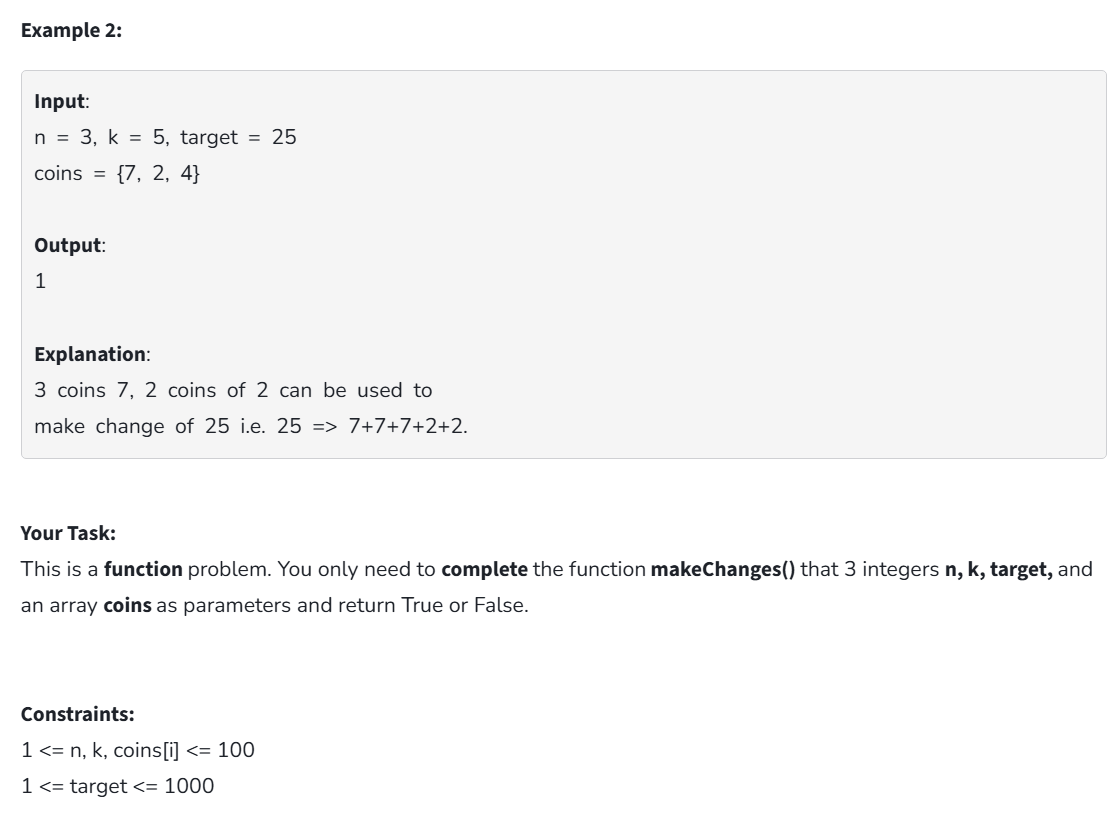 Example 2:
Input:
n = 3, k = 5, target = 25
coins = {7, 2, 4}
Output:
1
Explanation:
3 coins 7, 2 coins of 2 can be used to
make change of 25 i.e. 25 => 7+7+7+2+2.
Your Task:
This is a function problem. You only need to complete the function makeChanges() that 3 integers n, k, target, and
an array coins as parameters and return True or False.
Constraints:
1 <= n, k, coins[i] <= 100
1 <= target <= 1000